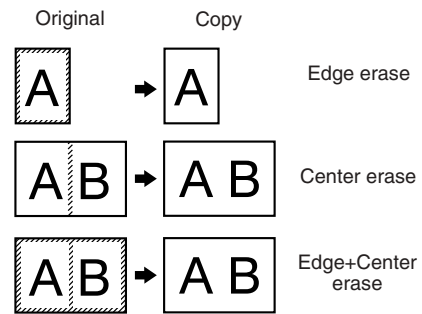 Original Copy
A A Edge erase
A B A B Center erase
A B A B Edge+Center
erase